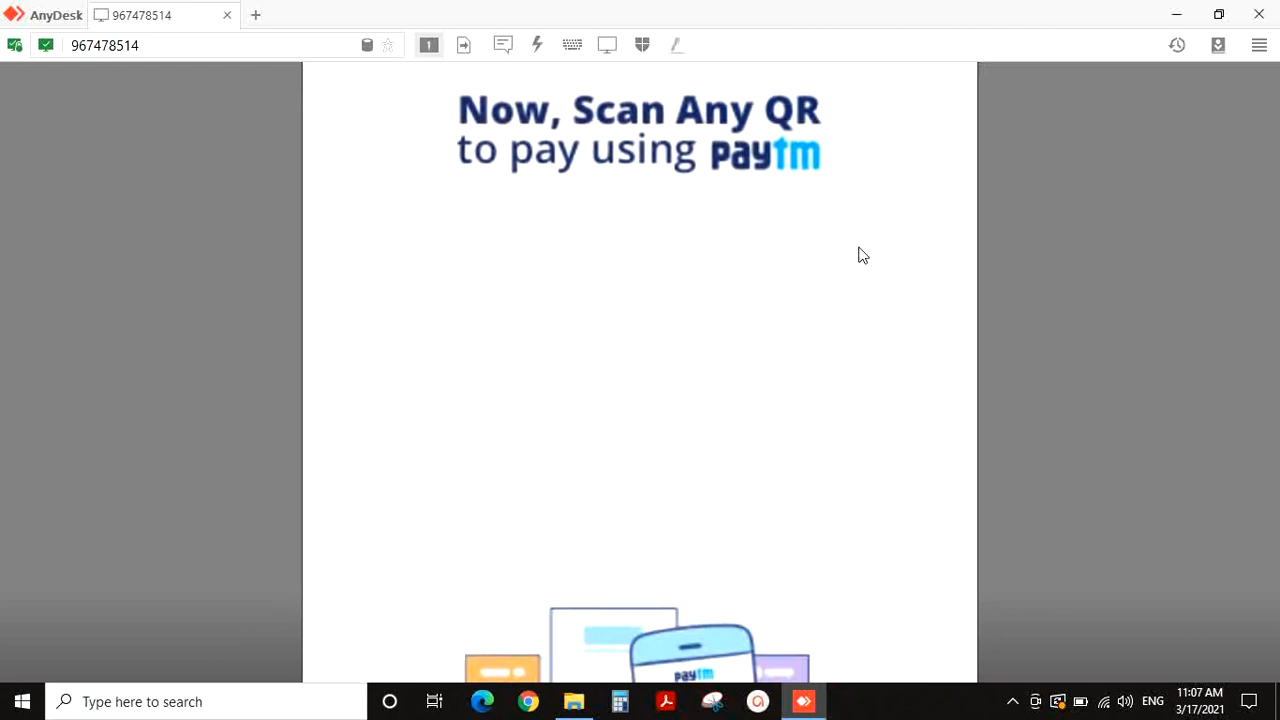 AnyDesk
967478514
967478514
1
Now, Scan Any QR
to pay using paytm
paytm
Type here to search
ENG
11:07 AM
3/17/2021